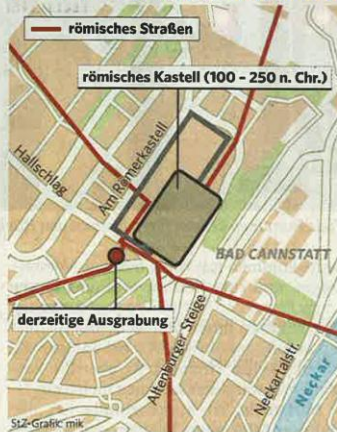 römisches Straßen
römisches Kastell (100 – 250 n. Chr.)
Hallschlag
Am Römerkastell
BAD CANNSTATT
derzeitige Ausgrabung
Altenburger Steige
Neckartalstr.
Neckar
StZ-Grafik: mik